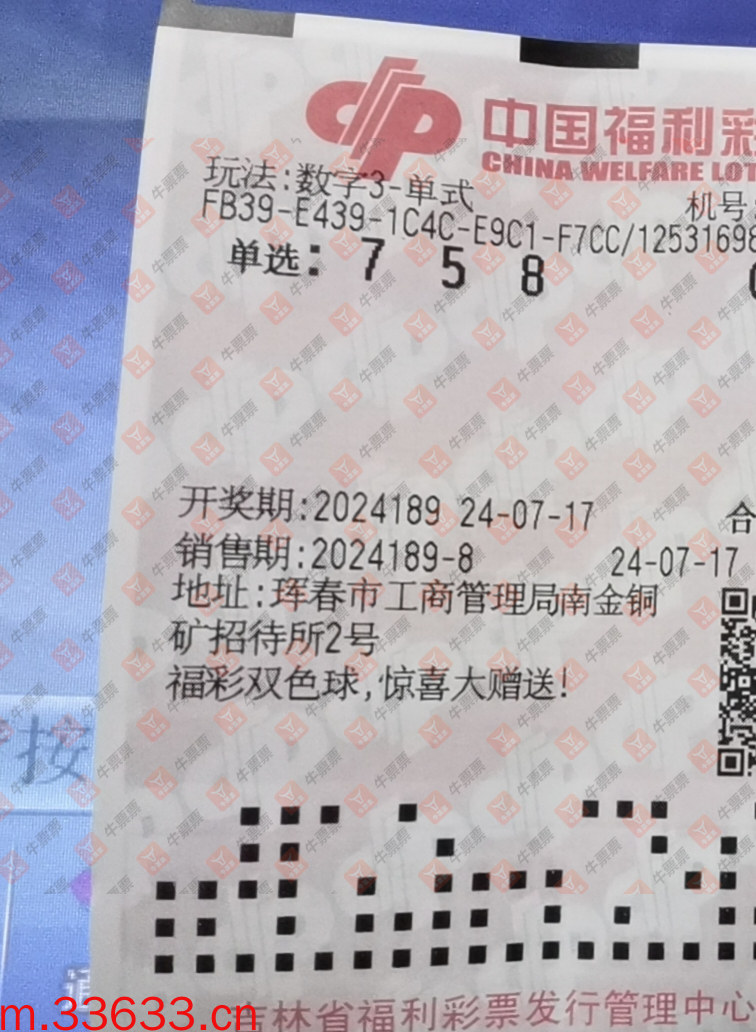 中国福利彩
CHINA WELFARE LOT
玩法:数字3-单式
机号:
FB39-E439-1C4C-E9C1-F7CC/12531698
单选: 7 5 8
开奖期:2024189 24-07-17
合
销售期:2024189-8 24-07-17
地址:珲春市工商管理局南金铜
矿招待所2号
福彩双色球,惊喜大赠送!
按
吉林省福利彩票发行管理中心
m.33633.cn
牛票票